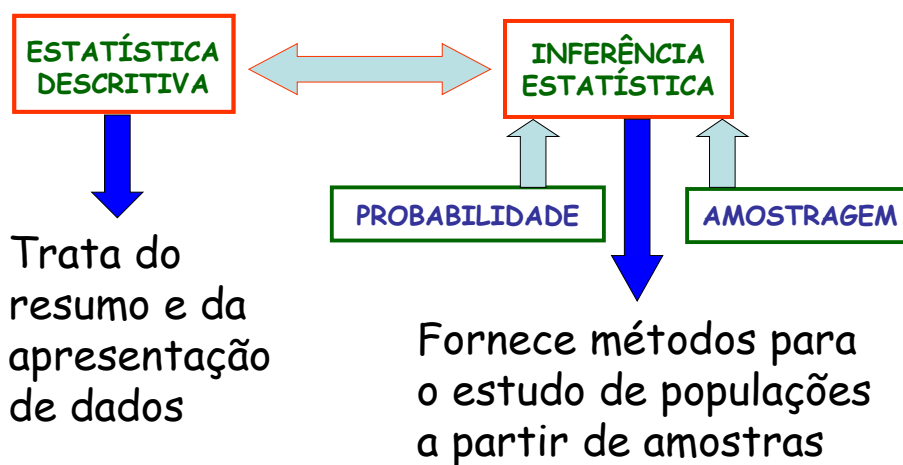 ESTATÍSTICA
DESCRITIVA
INFERÊNCIA
ESTATÍSTICA
PROBABILIDADE
AMOSTRAGEM
Trata do
resumo e da
apresentação
de dados
Fornece métodos para
o estudo de populações
a partir de amostras